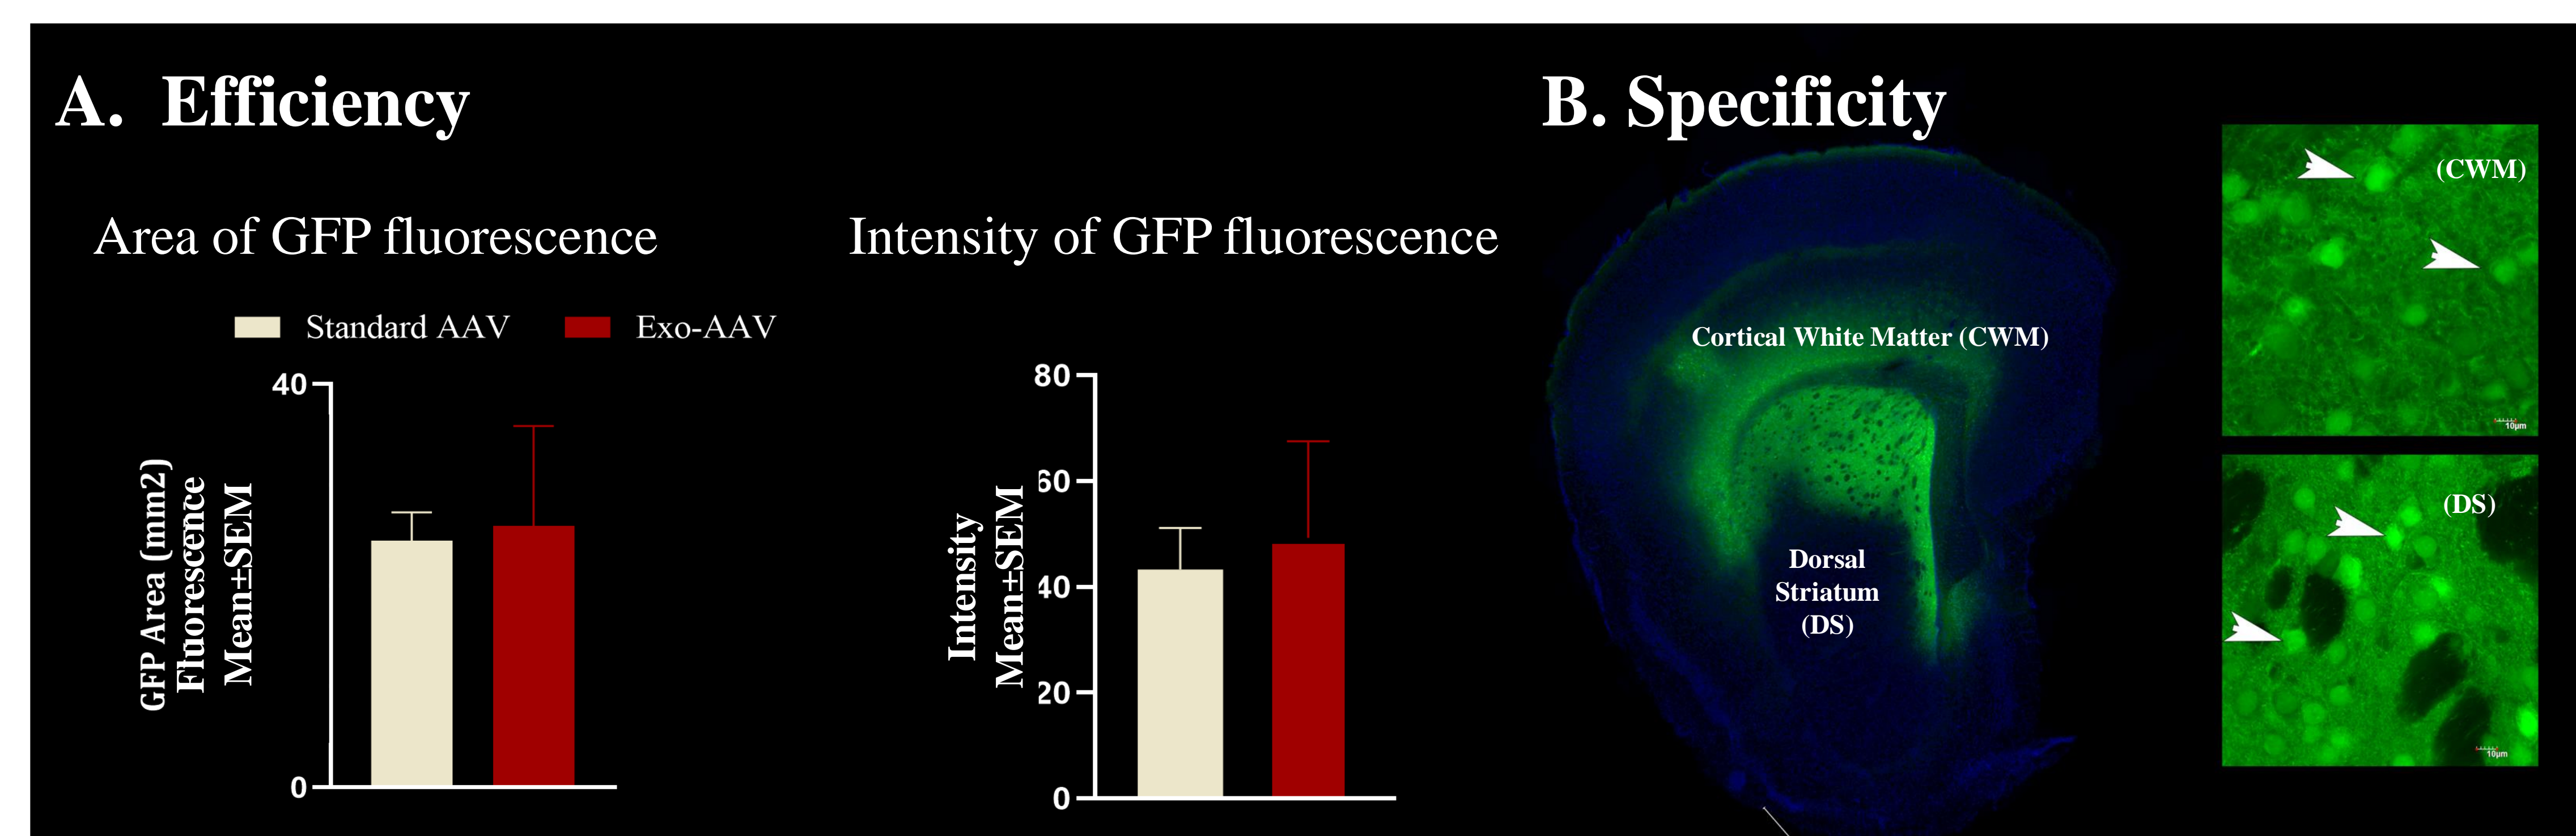 A. Efficiency
Area of GFP fluorescence
Intensity of GFP fluorescence
Standard AAV
Exo-AAV
GFP Area (mm2)
Fluorescence
Mean±SEM
40
0
Intensity
Mean±SEM
80
60
40
20
0
B. Specificity
Cortical White Matter (CWM)
Dorsal
Striatum
(DS)
(CWM)
10µm
(DS)
10µm